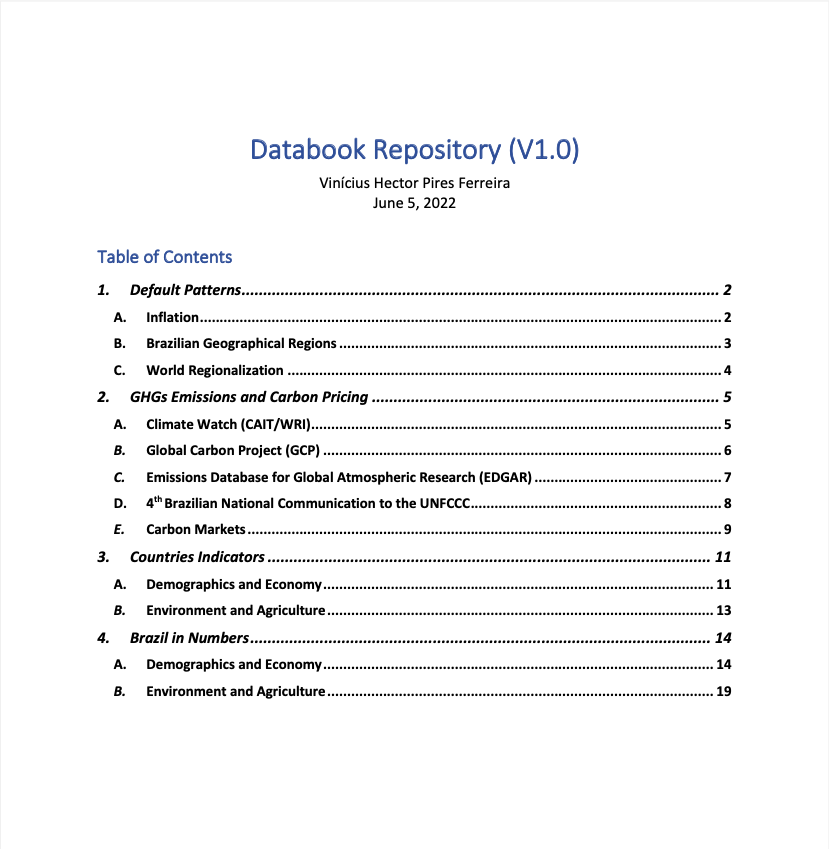 Databook Repository (V1.0)
Vinícius Hector Pires Ferreira
June 5, 2022
Table of Contents
1. Default Patterns 2
A. Inflation 2
B. Brazilian Geographical Regions 3
C. World Regionalization 4
2. GHGs Emissions and Carbon Pricing 5
A. Climate Watch (CAIT/WRI) 5
B. Global Carbon Project (GCP) 6
C. Emissions Database for Global Atmospheric Research (EDGAR) 7
D. 4th Brazilian National Communication to the UNFCCC 8
E. Carbon Markets 9
3. Countries Indicators 11
A. Demographics and Economy 11
B. Environment and Agriculture 13
4. Brazil in Numbers 14
A. Demographics and Economy 14
B. Environment and Agriculture 19